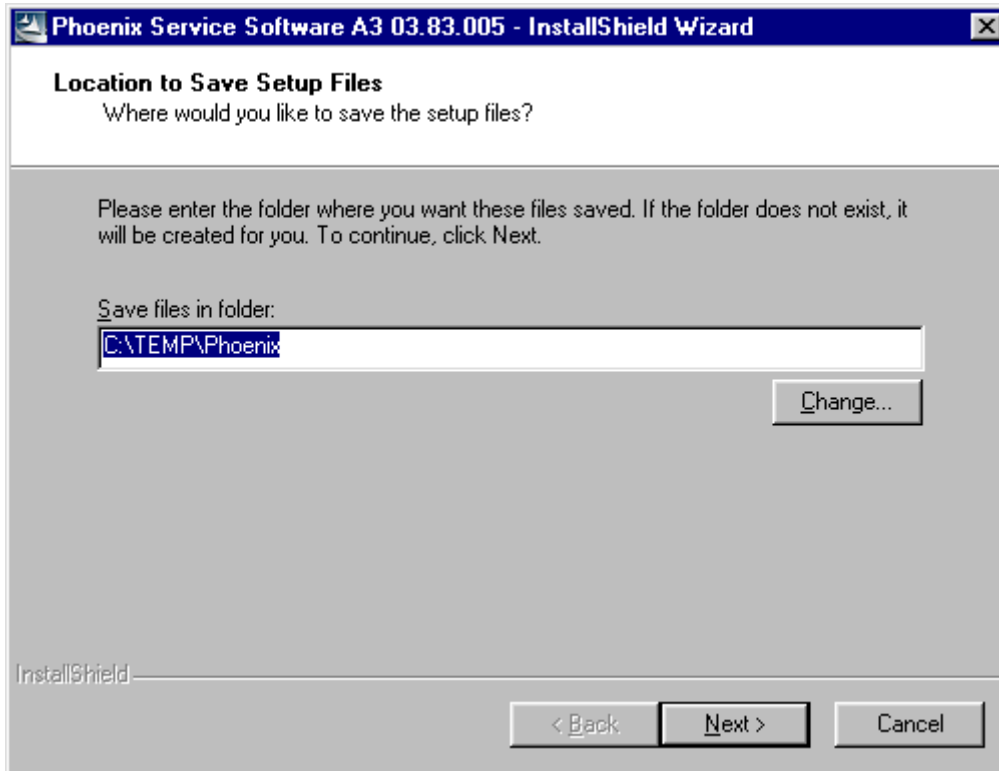 Phoenix Service Software A3 03.83.005 - InstallShield Wizard
Location to Save Setup Files
Where would you like to save the setup files?
Please enter the folder where you want these files saved. If the folder does not exist, it
will be created for you. To continue, click Next.
Save files in folder:
C:\TEMP\Phoenix
Change...
InstallShield
< Back
Next >
Cancel